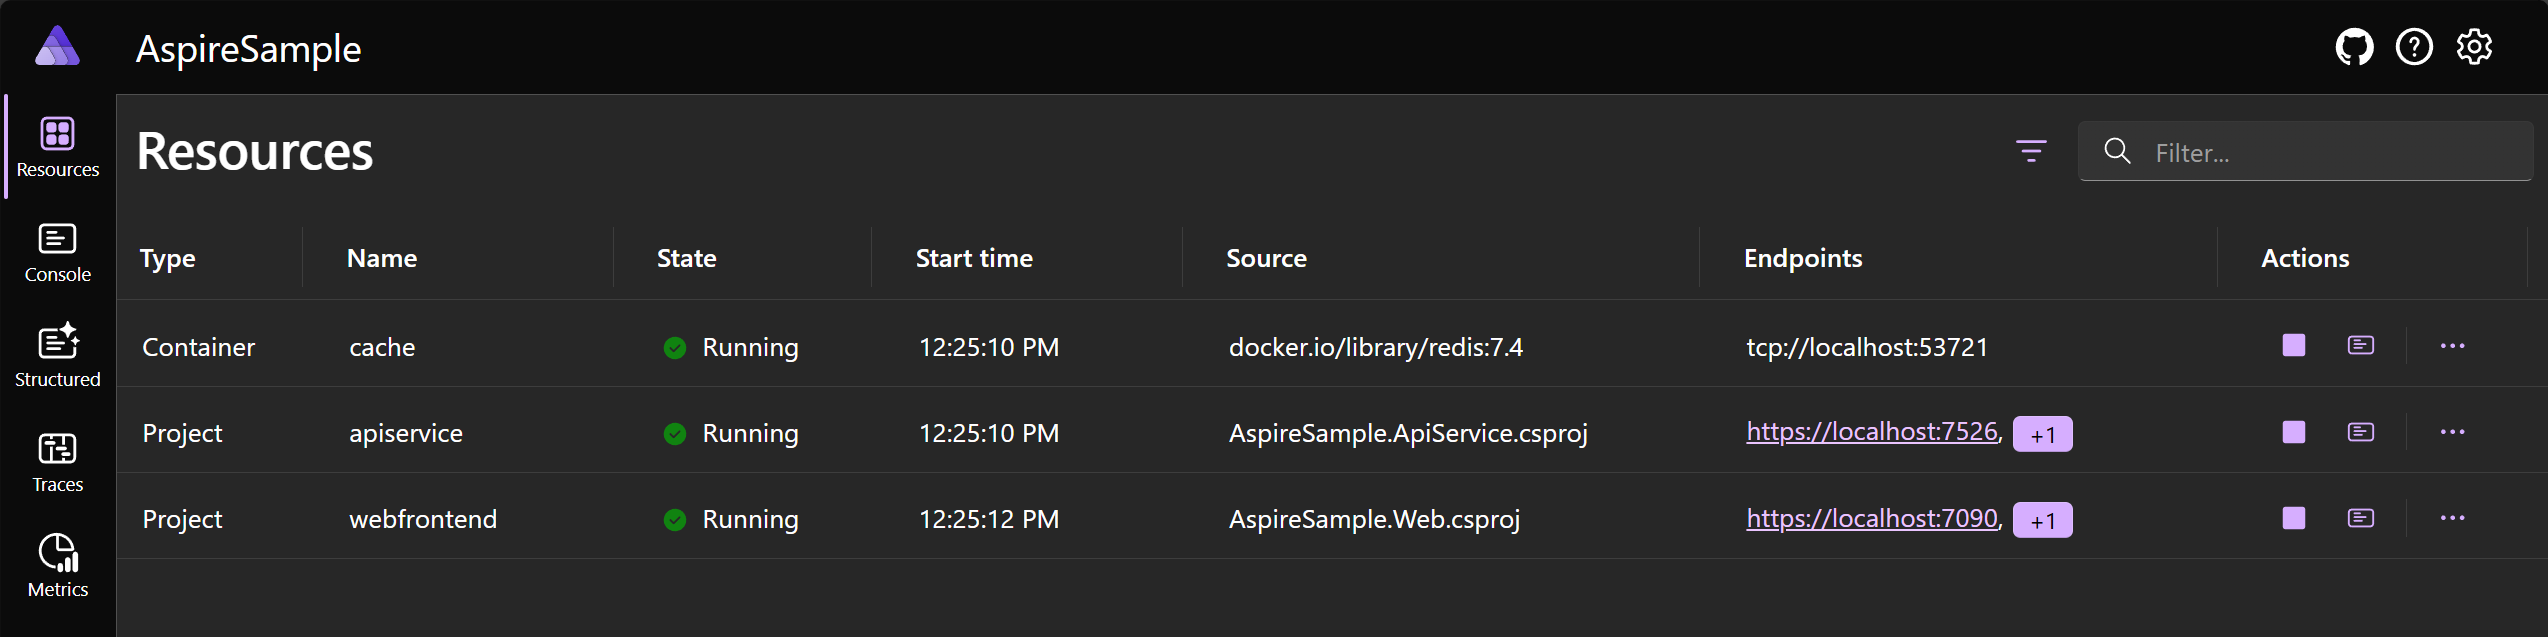 AspireSample
Resources
Filter...
Resources
Console
Structured
Traces
Metrics
Type Name State Start time Source Endpoints Actions
Container cache Running 12:25:10 PM docker.io/library/redis:7.4 tcp://localhost:53721
Project apiservice Running 12:25:10 PM AspireSample.ApiService.csproj https://localhost:7526, +1
Project webfrontend Running 12:25:12 PM AspireSample.Web.csproj https://localhost:7090, +1